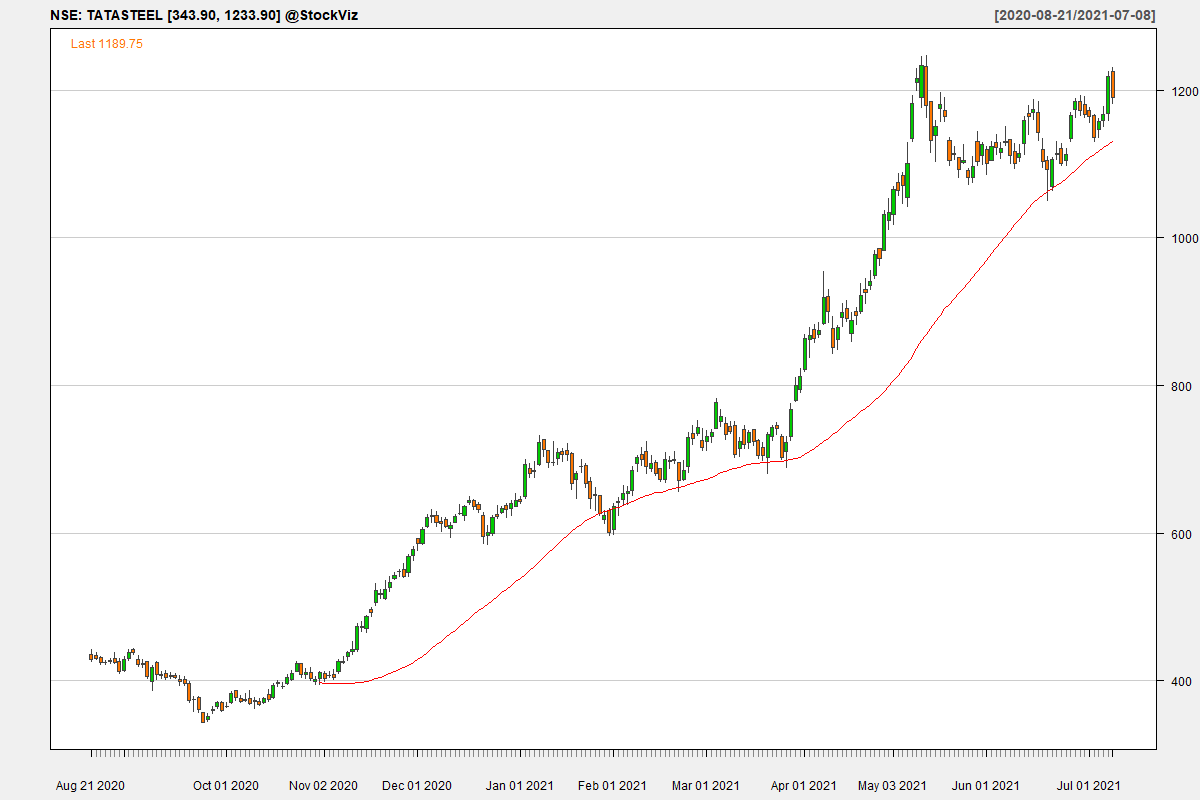 NSE: TATASTEEL [343.90, 1233.90] @StockViz [2020-08-21/2021-07-08]
Last 1189.75
1200
1000
800
600
400
Aug 21 2020 Oct 01 2020 Nov 02 2020 Dec 01 2020 Jan 01 2021 Feb 01 2021 Mar 01 2021 Apr 01 2021 May 03 2021 Jun 01 2021 Jul 01 2021